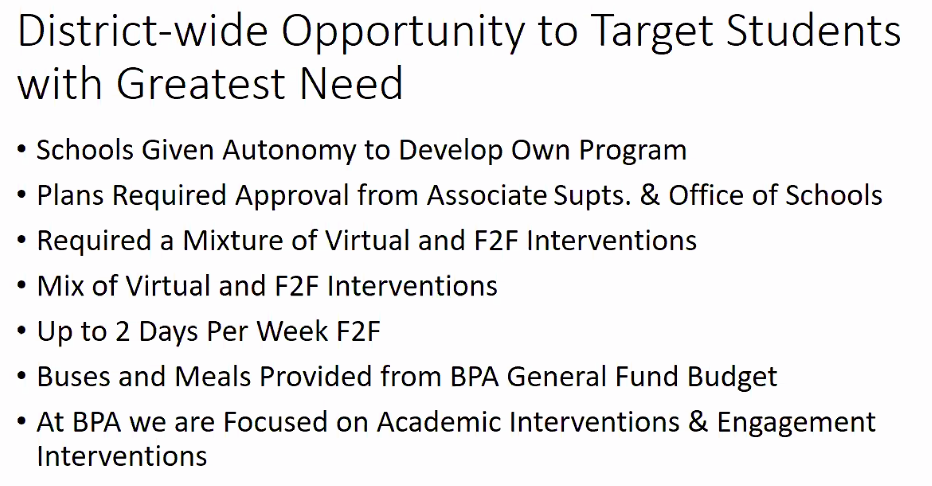 District-wide Opportunity to Target Students
with Greatest Need
• Schools Given Autonomy to Develop Own Program
• Plans Required Approval from Associate Supts. & Office of Schools
• Required a Mixture of Virtual and F2F Interventions
• Mix of Virtual and F2F Interventions
• Up to 2 Days Per Week F2F
• Buses and Meals Provided from BPA General Fund Budget
• At BPA we are Focused on Academic Interventions & Engagement
Interventions